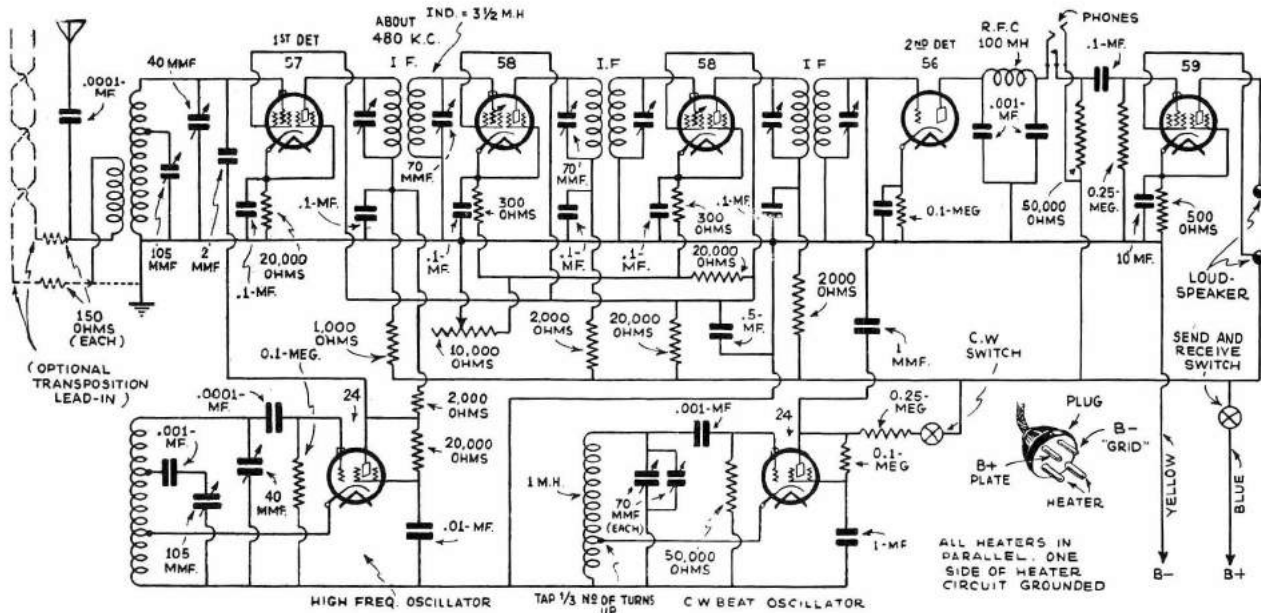 .0001-
MF.
40 MMF
1ST DET
57
ABOUT
480 K.C.
IND. = 3 1/2 M.H
I F.
58
I.F
58
I F
2ND DET
56
R.F.C
100 MH
PHONES
.1-MF.
59
.001-
MF.
70
MMF.
70
MMF.
105
MMF
2
MMF
.1-MF.
20,000
OHMS
.1-MF.
300
OHMS
.1-
MF.
.1-
MF.
300
OHMS
.1-
MF.
.1-MF.
20,000
OHMS
0.1-MEG
50,000
OHMS
0.25-
MEG.
10 MF.
500
OHMS
LOUD-
SPEAKER
150
OHMS
(EACH)
(OPTIONAL
TRANSPOSITION
LEAD-IN)
1,000
OHMS
10,000
OHMS
2,000
OHMS
20,000
OHMS
.5-
MF.
2000
OHMS
1
MMF.
C.W
SWITCH
SEND AND
RECEIVE
SWITCH
0.1-MEG.
.0001-
MF.
24
2,000
OHMS
20,000
OHMS
.01-MF.
.001-MF.
40
MMF.
105
MMF
HIGH FREQ. OSCILLATOR
.001-MF
24
1 M.H.
70
MMF
(EACH)
50,000
OHMS
0.25-
MEG
0.1-
MEG
1-MF
TAP 1/3 NO OF TURNS
UP
C W BEAT OSCILLATOR
PLUG
B-
"GRID"
B+
PLATE
HEATER
ALL HEATERS IN
PARALLEL. ONE
SIDE OF HEATER
CIRCUIT GROUNDED
YELLOW
BLUE
B-
B+